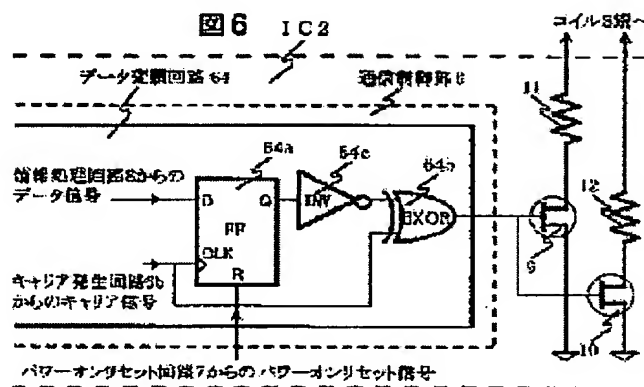 図6 IC2
コイル3端へ
データ変調回路64
通信制御部6
11
64a
64c
64b
情報処理回路8からの
データ信号
D
Q
INV
EXOR
12
FF
CLK
9
キャリア発生回路
からのキャリア信号
R
10
パワーオンリセット回路7からのパワーオンリセット信号